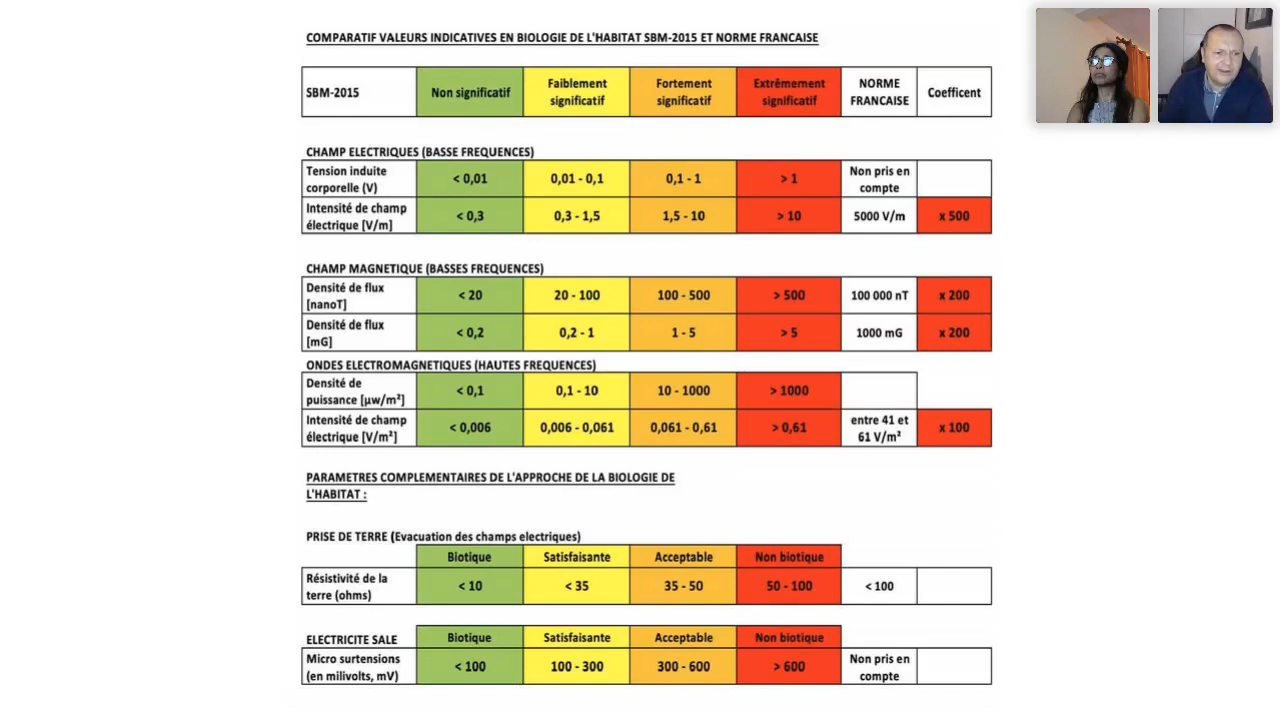 COMPARATIF VALEURS INDICATIVES EN BIOLOGIE DE L'HABITAT SBM-2015 ET NORME FRANCAISE
SBM-2015 Non significatif Faiblement significatif Fortement significatif Extrêmement significatif NORME FRANCAISE Coefficent
CHAMP ELECTRIQUES (BASSE FREQUENCES)
Tension induite corporelle (V) < 0,01 0,01 - 0,1 0,1 - 1 > 1 Non pris en compte
Intensité de champ électrique [V/m] < 0,3 0,3 - 1,5 1,5 - 10 > 10 5000 V/m x 500
CHAMP MAGNETIQUE (BASSES FREQUENCES)
Densité de flux [nanoT] < 20 20 - 100 100 - 500 > 500 100 000 nT x 200
Densité de flux [mG] < 0,2 0,2 - 1 1 - 5 > 5 1000 mG x 200
ONDES ELECTROMAGNETIQUES (HAUTES FREQUENCES)
Densité de puissance [µw/m²] < 0,1 0,1 - 10 10 - 1000 > 1000
Intensité de champ électrique [V/m²] < 0,006 0,006 - 0,061 0,061 - 0,61 > 0,61 entre 41 et 61 V/m² x 100
PARAMETRES COMPLEMENTAIRES DE L'APPROCHE DE LA BIOLOGIE DE
L'HABITAT :
PRISE DE TERRE (Evacuation des champs electriques)
Biotique Satisfaisante Acceptable Non biotique
Résistivité de la terre (ohms) < 10 < 35 35 - 50 50 - 100 < 100
ELECTRICITE SALE Biotique Satisfaisante Acceptable Non biotique
Micro surtensions (en milivolts, mV) < 100 100 - 300 300 - 600 > 600 Non pris en compte